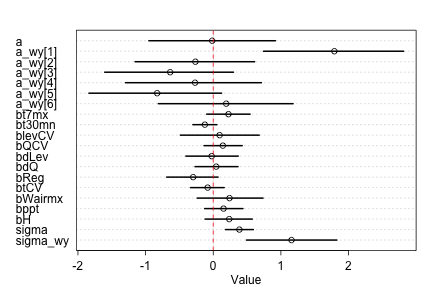 a
a_wy[1]
a_wy[2]
a_wy[3]
a_wy[4]
a_wy[5]
a_wy[6]
bt7mx
bt30mn
blevCV
bQCV
bdLev
bdQ
bReg
btCV
bWairmx
bppt
bH
sigma
sigma_wy
-2 -1 0 1 2
Value